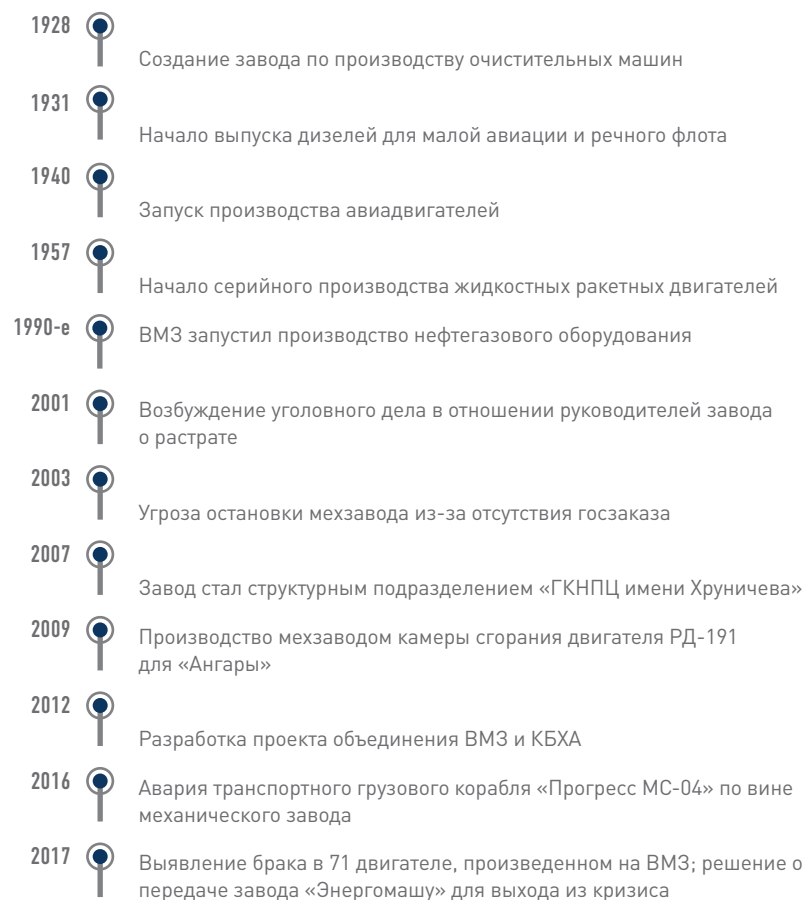 1928
Создание завода по производству очистительных машин
1931
Начало выпуска дизелей для малой авиации и речного флота
1940
Запуск производства авиадвигателей
1957
Начало серийного производства жидкостных ракетных двигателей
1990-е
ВМЗ запустил производство нефтегазового оборудования
2001
Возбуждение уголовного дела в отношении руководителей завода
о растрате
2003
Угроза остановки мехзавода из-за отсутствия госзаказа
2007
Завод стал структурным подразделением «ГКНПЦ имени Хруничева»
2009
Производство мехзаводом камеры сгорания двигателя РД-191
для «Ангары»
2012
Разработка проекта объединения ВМЗ и КБХА
2016
Авария транспортного грузового корабля «Прогресс МС-04» по вине
механического завода
2017
Выявление брака в 71 двигателе, произведенном на ВМЗ; решение о
передаче завода «Энергомашу» для выхода из кризиса